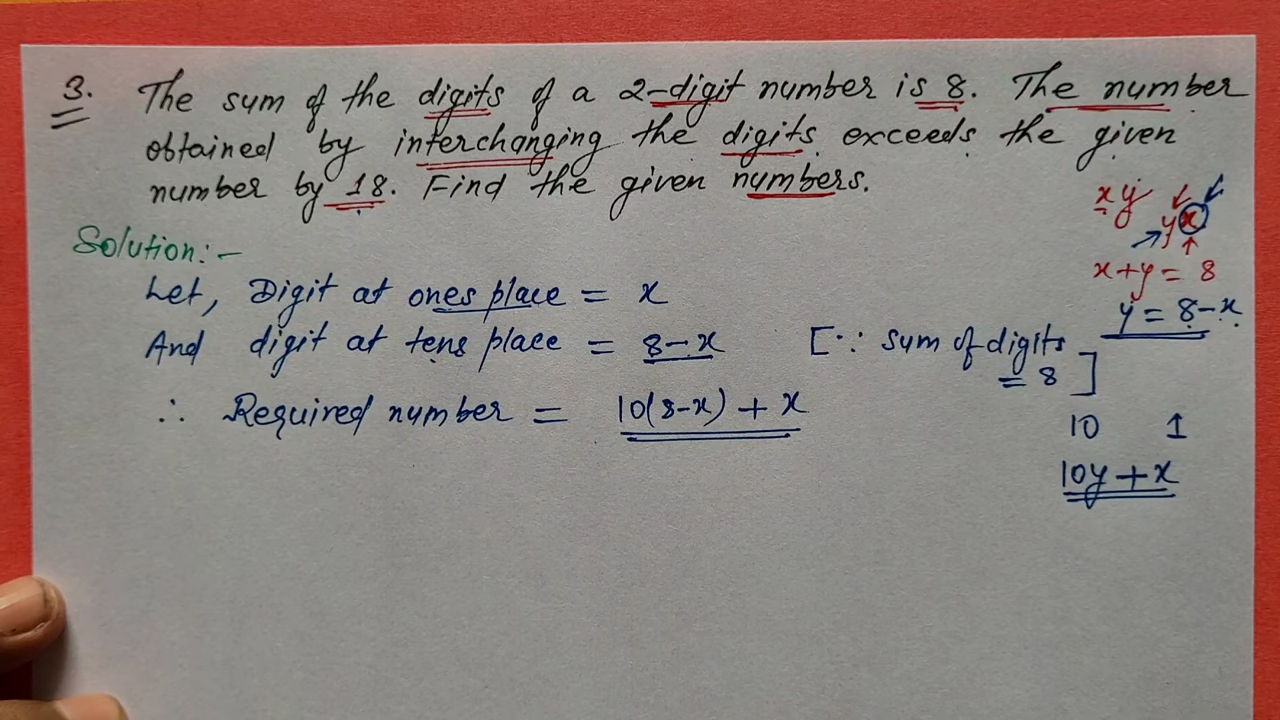 3. The sum of the digits of a 2-digit number is 8. The number
obtained by interchanging the digits exceeds the given
number by 18. Find the given numbers.
xy
yx
x+y = 8
y = 8-x
Solution:-
Let, Digit at ones place = x
And digit at tens place = 8-x [∵ sum of digits
= 8]
∴ Required number = 10(8-x) + x
10 1
10y + x